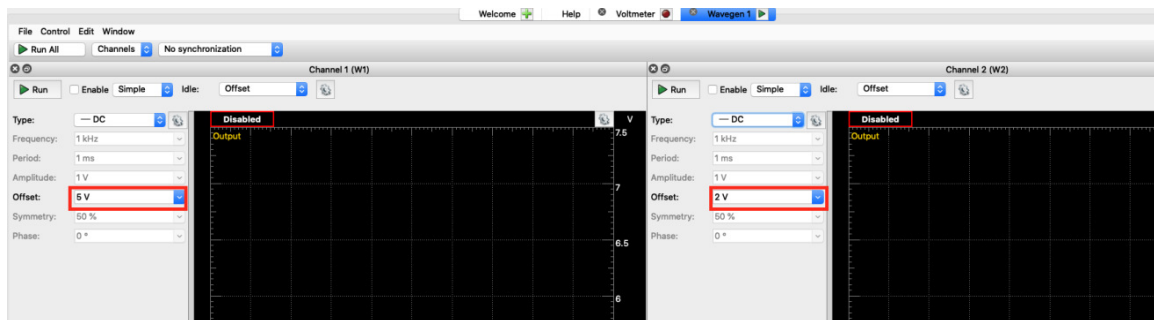 Welcome Help Voltmeter Wavegen 1
File Control Edit Window
Run All Channels No synchronization
Channel 1 (W1)
Run Enable Simple Idle: Offset
Type: DC
Frequency: 1 kHz
Period: 1 ms
Amplitude: 1 V
Offset: 5 V
Symmetry: 50 %
Phase: 0 °
Disabled V
Output
7.5
7
6.5
6
Channel 2 (W2)
Run Enable Simple Idle: Offset
Type: DC
Frequency: 1 kHz
Period: 1 ms
Amplitude: 1 V
Offset: 2 V
Symmetry: 50 %
Phase: 0 °
Disabled
Output